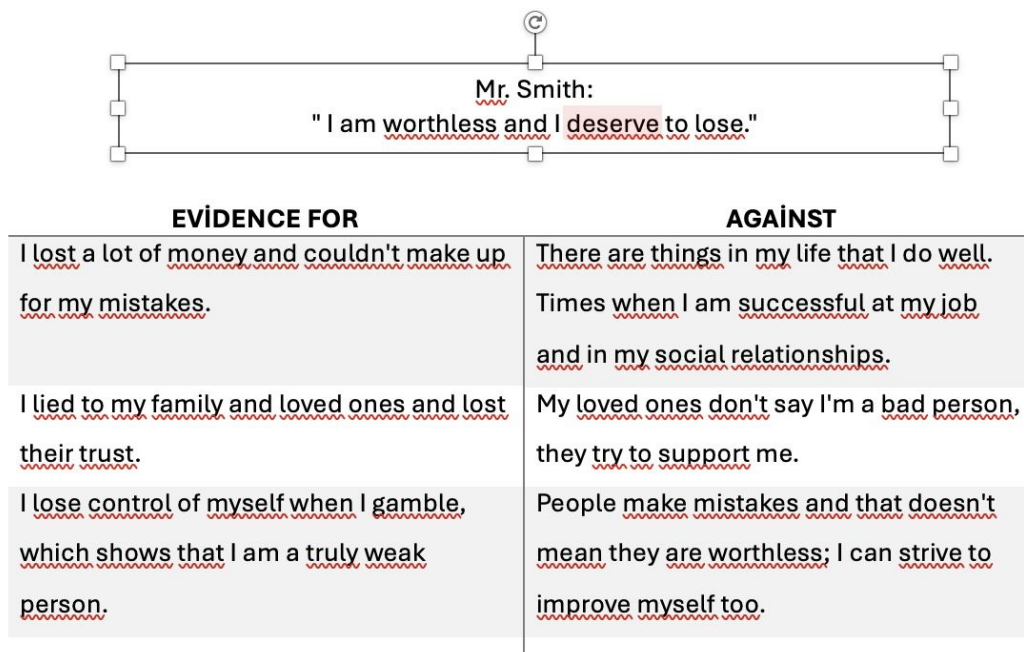 Mr. Smith:
" I am worthless and I deserve to lose."
EVİDENCE FOR
AGAİNST
I lost a lot of money and couldn't make up
for my mistakes.
There are things in my life that I do well.
Times when I am successful at my job
and in my social relationships.
I lied to my family and loved ones and lost
their trust.
My loved ones don't say I'm a bad person,
they try to support me.
I lose control of myself when I gamble,
which shows that I am a truly weak
person.
People make mistakes and that doesn't
mean they are worthless; I can strive to
improve myself too.